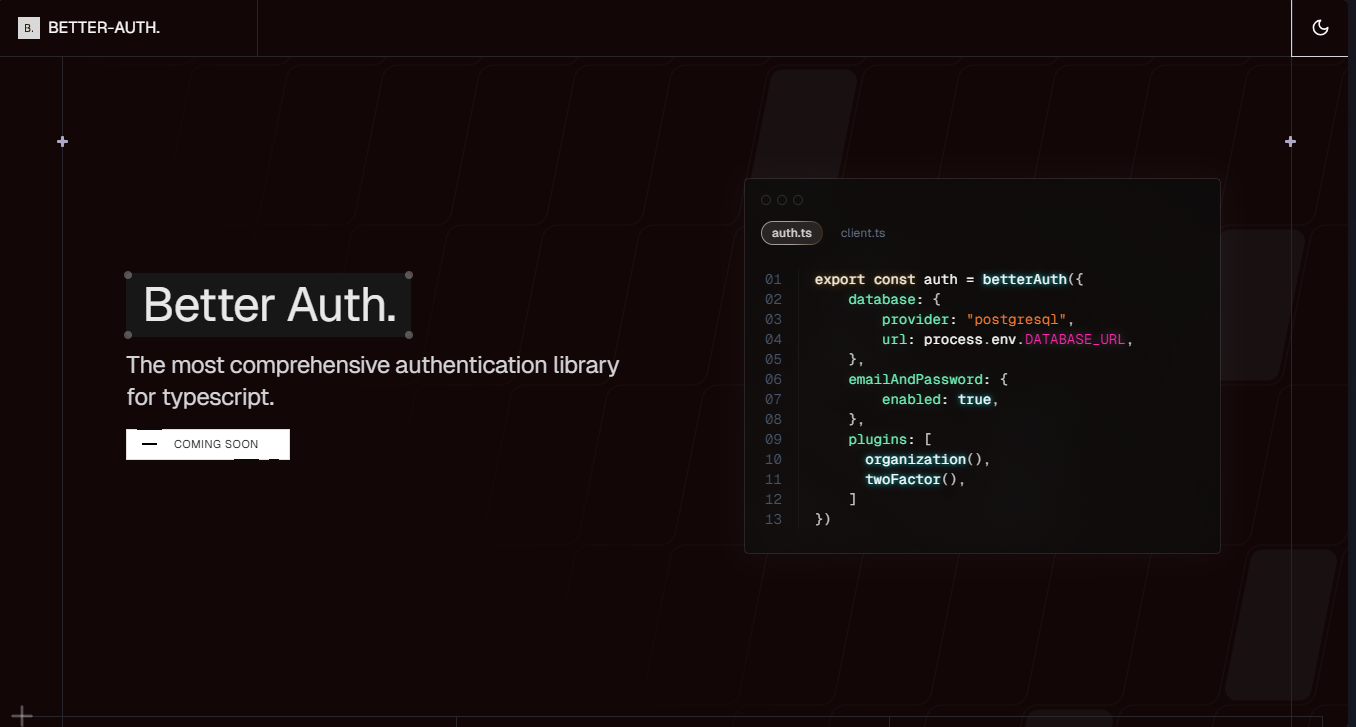 B. BETTER-AUTH.
auth.ts client.ts
Better Auth.
The most comprehensive authentication library
for typescript.
COMING SOON
01 export const auth = betterAuth({
02     database: {
03         provider: "postgresql",
04         url: process.env.DATABASE_URL,
05     },
06     emailAndPassword: {
07         enabled: true,
08     },
09     plugins: [
10       organization(),
11       twoFactor(),
12     ]
13 })